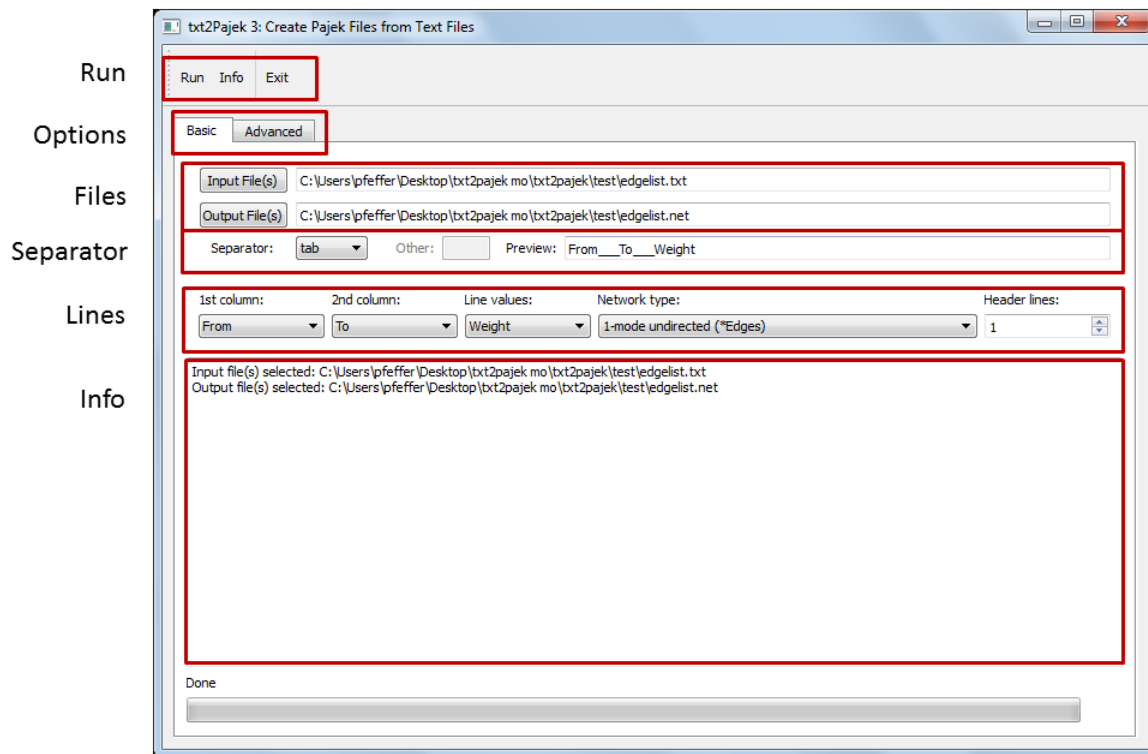 txt2Pajek 3: Create Pajek Files from Text Files
Run
Run Info Exit
Options
Basic Advanced
Files
Input File(s) C:\Users\pfeffer\Desktop\txt2pajek mo\txt2pajek\test\edgelist.txt
Output File(s) C:\Users\pfeffer\Desktop\txt2pajek mo\txt2pajek\test\edgelist.net
Separator
Separator: tab Other: Preview: From___To___Weight
Lines
1st column: 2nd column: Line values: Network type: Header lines:
From To Weight 1-mode undirected (*Edges) 1
Info
Input file(s) selected: C:\Users\pfeffer\Desktop\txt2pajek mo\txt2pajek\test\edgelist.txt
Output file(s) selected: C:\Users\pfeffer\Desktop\txt2pajek mo\txt2pajek\test\edgelist.net
Done